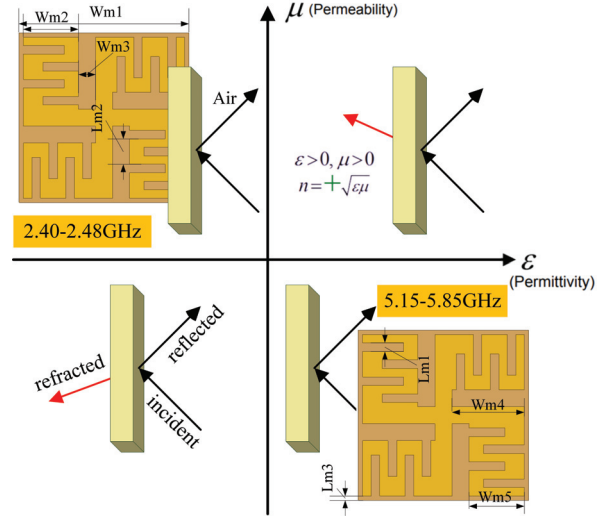 Wm1
Wm2
Wm3
Lm2
Air
μ (Permeability)
ε>0, μ>0
n=+√εμ
2.40-2.48GHz
ε
(Permittivity)
5.15-5.85GHz
reflected
refracted
incident
Lm1
Wm4
Lm3
Wm5